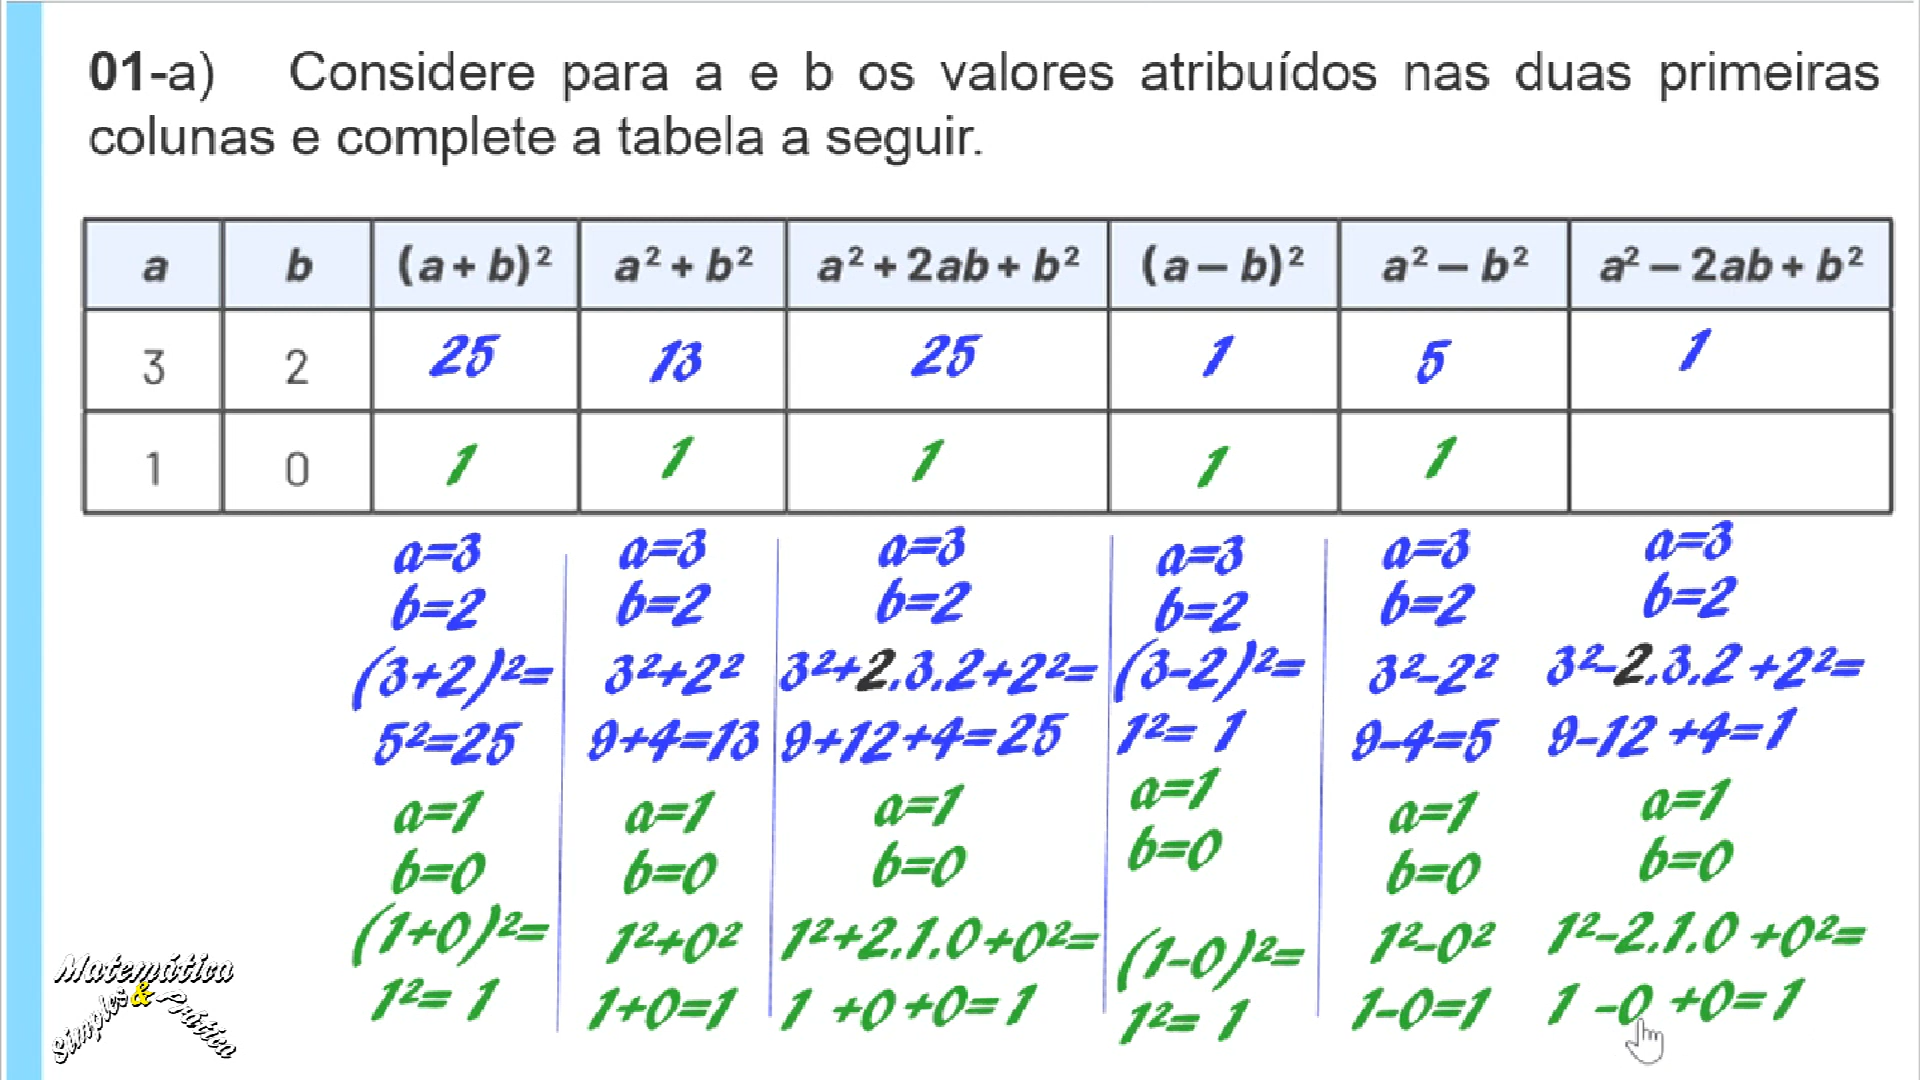 01-a) Considere para a e b os valores atribuídos nas duas primeiras
colunas e complete a tabela a seguir.
a b (a + b)² a² + b² a² + 2ab + b² (a – b)² a² – b² a² – 2ab + b²
3 2 25 13 25 1 5 1
1 0 1 1 1 1 1
a=3 a=3 a=3 a=3 a=3 a=3
b=2 b=2 b=2 b=2 b=2 b=2
(3+2)²= 3²+2² 3²+2.3.2+2²= (3-2)²= 3²-2² 3²-2.3.2 +2²=
5²=25 9+4=13 9+12+4=25 1²= 1 9-4=5 9-12 +4=1
a=1 a=1 a=1 a=1 a=1 a=1
b=0 b=0 b=0 b=0 b=0 b=0
(1+0)²= 1²+0² 1²+2.1.0+0²= (1-0)²= 1²-0² 1²-2.1.0 +0²=
1²= 1 1+0=1 1 +0+0=1 1²= 1 1-0=1 1 -0 +0=1
Matemática
Simples & Prática